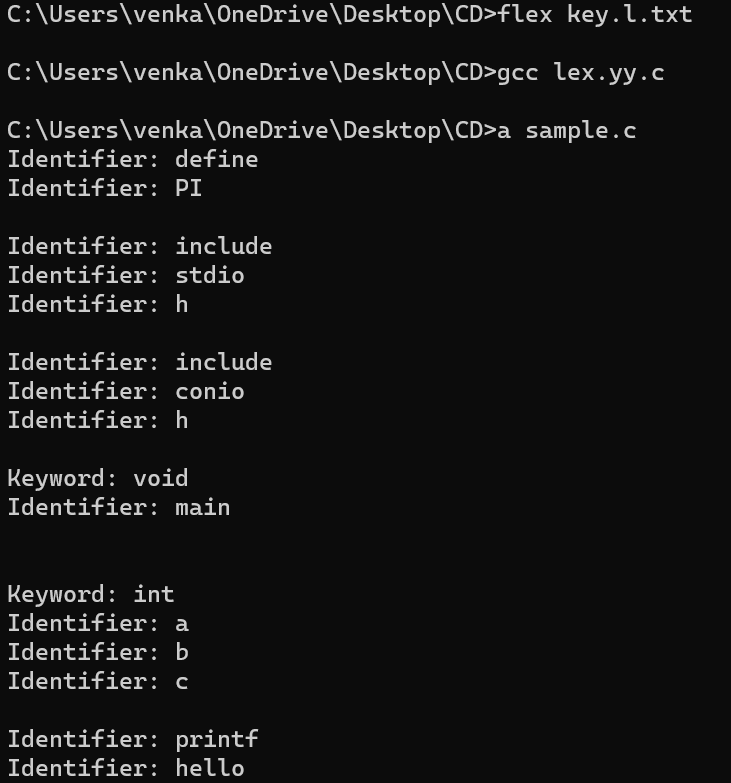 C:\Users\venka\OneDrive\Desktop\CD>flex key.l.txt
C:\Users\venka\OneDrive\Desktop\CD>gcc lex.yy.c
C:\Users\venka\OneDrive\Desktop\CD>a sample.c
Identifier: define
Identifier: PI
Identifier: include
Identifier: stdio
Identifier: h
Identifier: include
Identifier: conio
Identifier: h
Keyword: void
Identifier: main
Keyword: int
Identifier: a
Identifier: b
Identifier: c
Identifier: printf
Identifier: hello